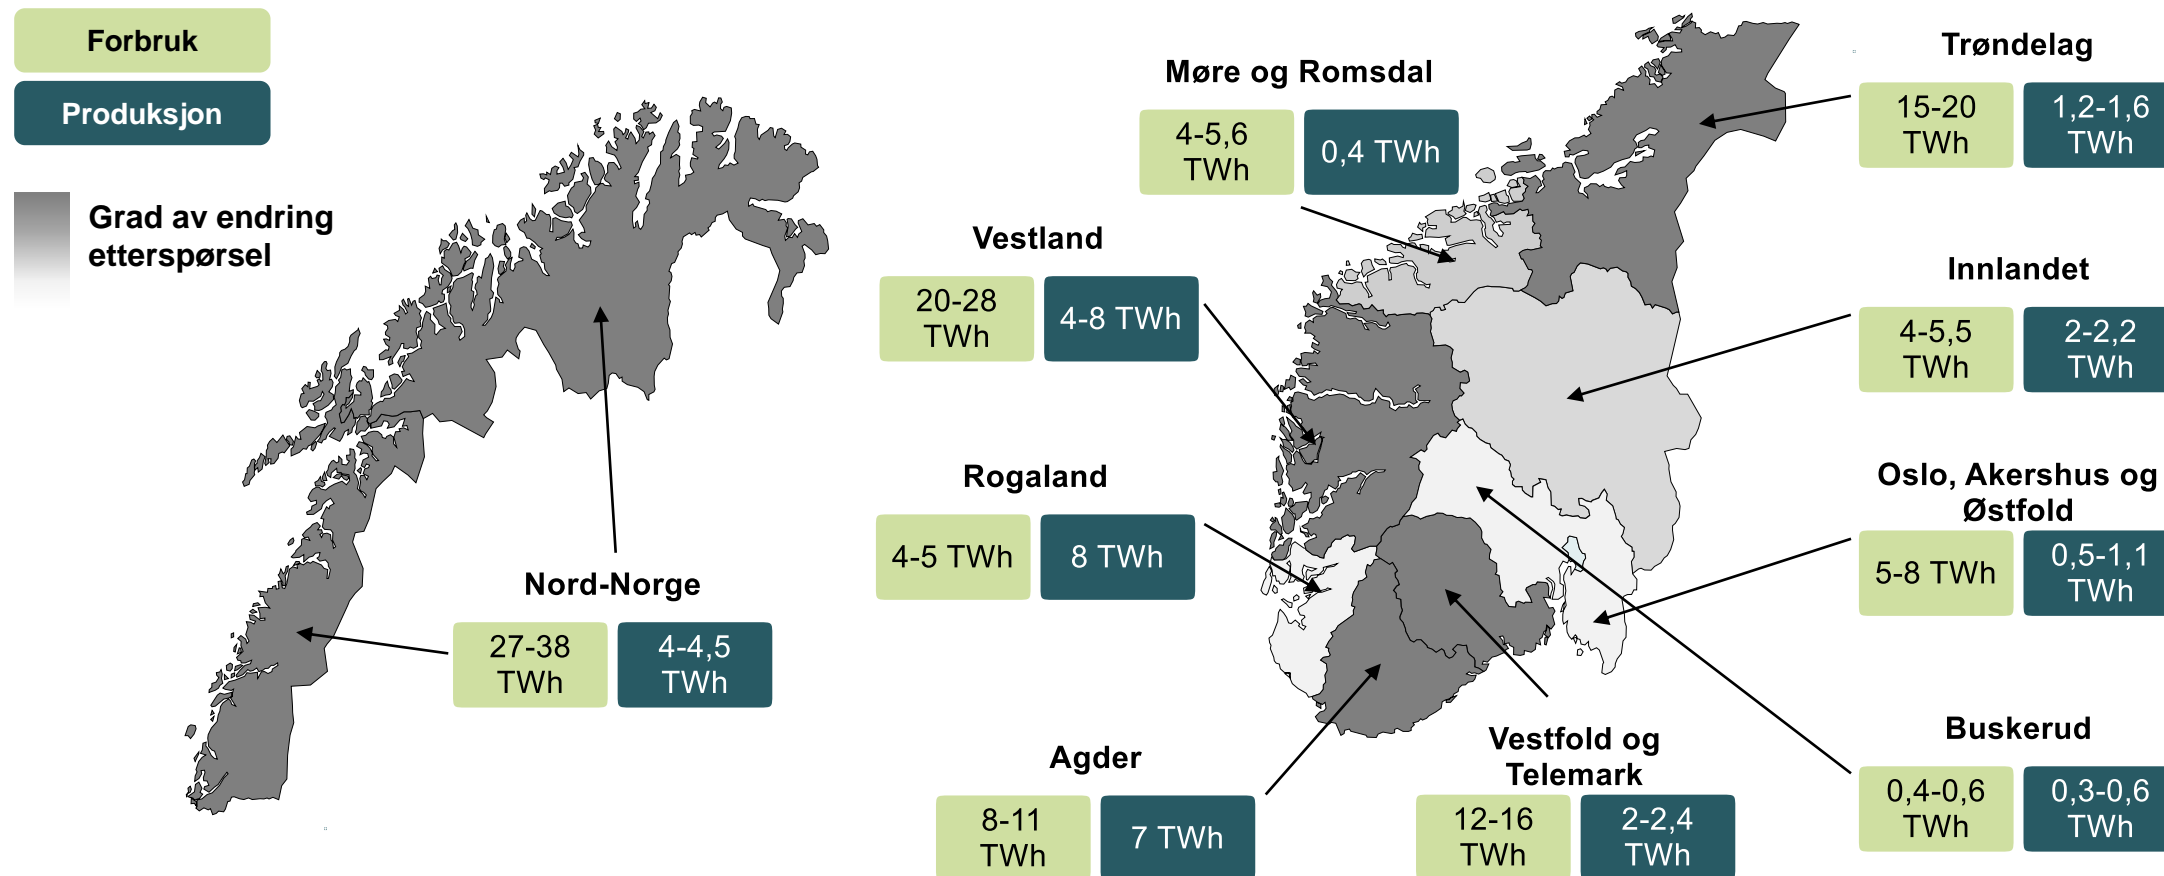 Forbruk
Produksjon
Grad av endring
etterspørsel
Nord-Norge
27-38
TWh
4-4,5
TWh
Møre og Romsdal
4-5,6
TWh
0,4 TWh
Vestland
20-28
TWh
4-8 TWh
Rogaland
4-5 TWh
8 TWh
Agder
8-11
TWh
7 TWh
Vestfold og
Telemark
12-16
TWh
2-2,4
TWh
Trøndelag
15-20
TWh
1,2-1,6
TWh
Innlandet
4-5,5
TWh
2-2,2
TWh
Oslo, Akershus og
Østfold
5-8 TWh
0,5-1,1
TWh
Buskerud
0,4-0,6
TWh
0,3-0,6
TWh